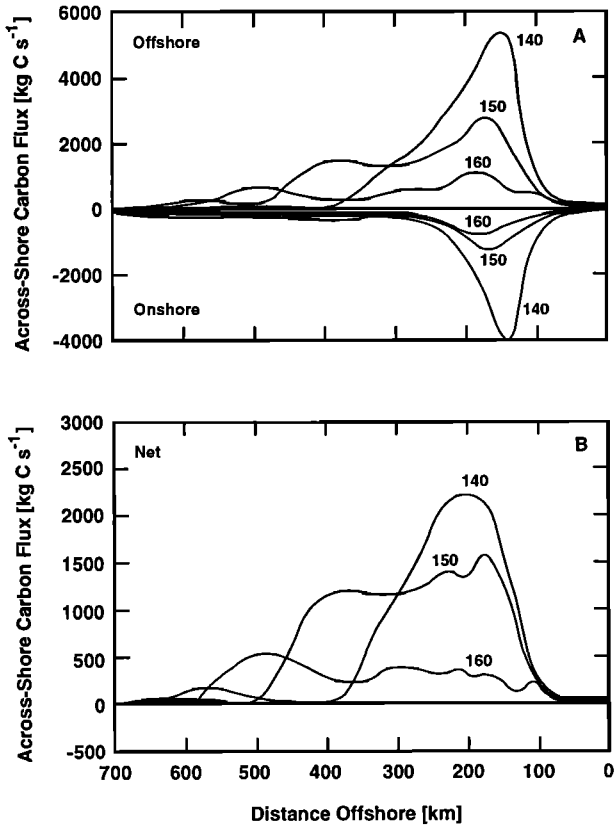 6000
4000
2000
0
-2000
-4000
Across-Shore Carbon Flux [kg C s⁻¹]
Offshore
A
140
150
160
160
150
140
Onshore
3000
2500
2000
1500
1000
500
0
-500
Across-Shore Carbon Flux [kg C s⁻¹]
Net
B
140
150
160
700 600 500 400 300 200 100 0
Distance Offshore [km]